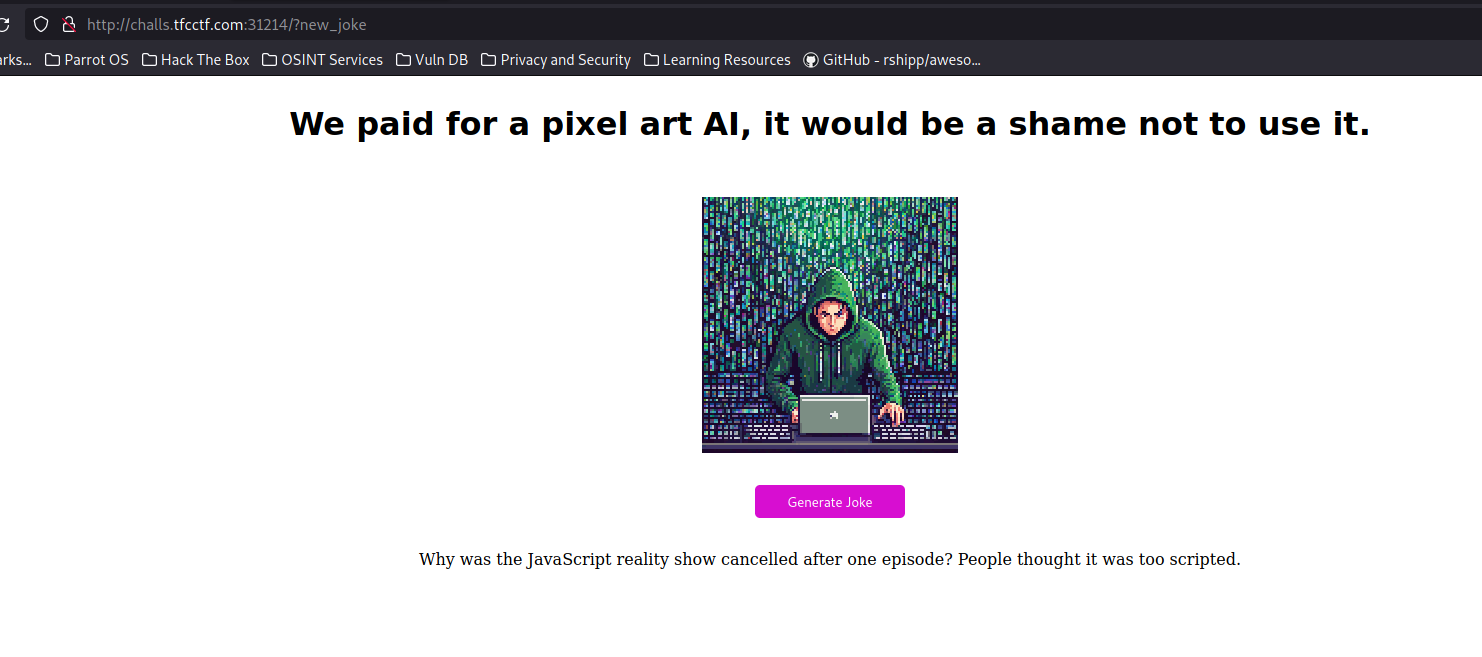 http://challs.tfcctf.com:31214/?new_joke
arks... Parrot OS Hack The Box OSINT Services Vuln DB Privacy and Security Learning Resources GitHub - rshipp/aweso...
We paid for a pixel art AI, it would be a shame not to use it.
Generate Joke
Why was the JavaScript reality show cancelled after one episode? People thought it was too scripted.